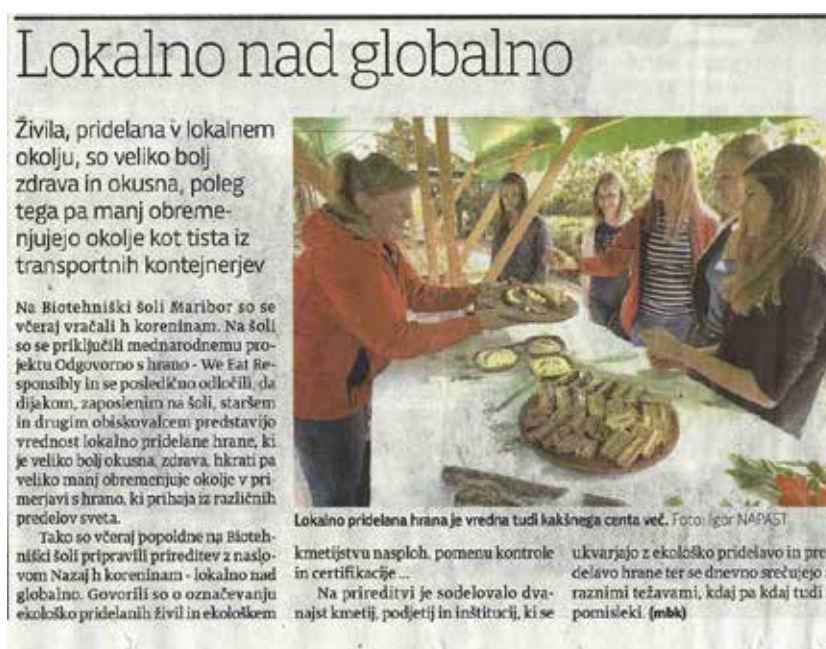 Lokalno nad globalno
Živila, pridelana v lokalnem
okolju, so veliko bolj
zdrava in okusna, poleg
tega pa manj obreme-
njujejo okolje kot tista iz
transportnih kontejnerjev
Na Biotehniški šoli Maribor so se
včeraj vračali h koreninam. Na šoli
so se priključili mednarodnemu pro-
jektu Odgovorno s hrano - We Eat Re-
sponsibly in se posledično odločili, da
dijakom, zaposlenim na šoli, staršem
in drugim obiskovalcem predstavijo
vrednost lokalno pridelane hrane, ki
je veliko bolj okusna, zdrava, hkrati pa
veliko manj obremenjuje okolje v pri-
merjavi s hrano, ki prihaja iz različnih
predelov sveta.
Tako so včeraj popoldne na Bioteh-
niški šoli pripravili prireditev z naslo-
vom Nazaj h koreninam - lokalno nad
globalno. Govorili so o označevanju
ekološko pridelanih živil in ekološkem
Lokalno pridelana hrana je vredna tudi kakšnega centa več. Foto: Igor NAPAST
kmetijstvu nasploh, pomenu kontrole
in certifikacije ...
Na prireditvi je sodelovalo dva-
najst kmetij, podjetij in inštitucij, ki se
ukvarjajo z ekološko pridelavo in pre
delavo hrane ter se dnevno srečujejo
raznimi težavami, kdaj pa kdaj tudi
pomisleki. (mbk)